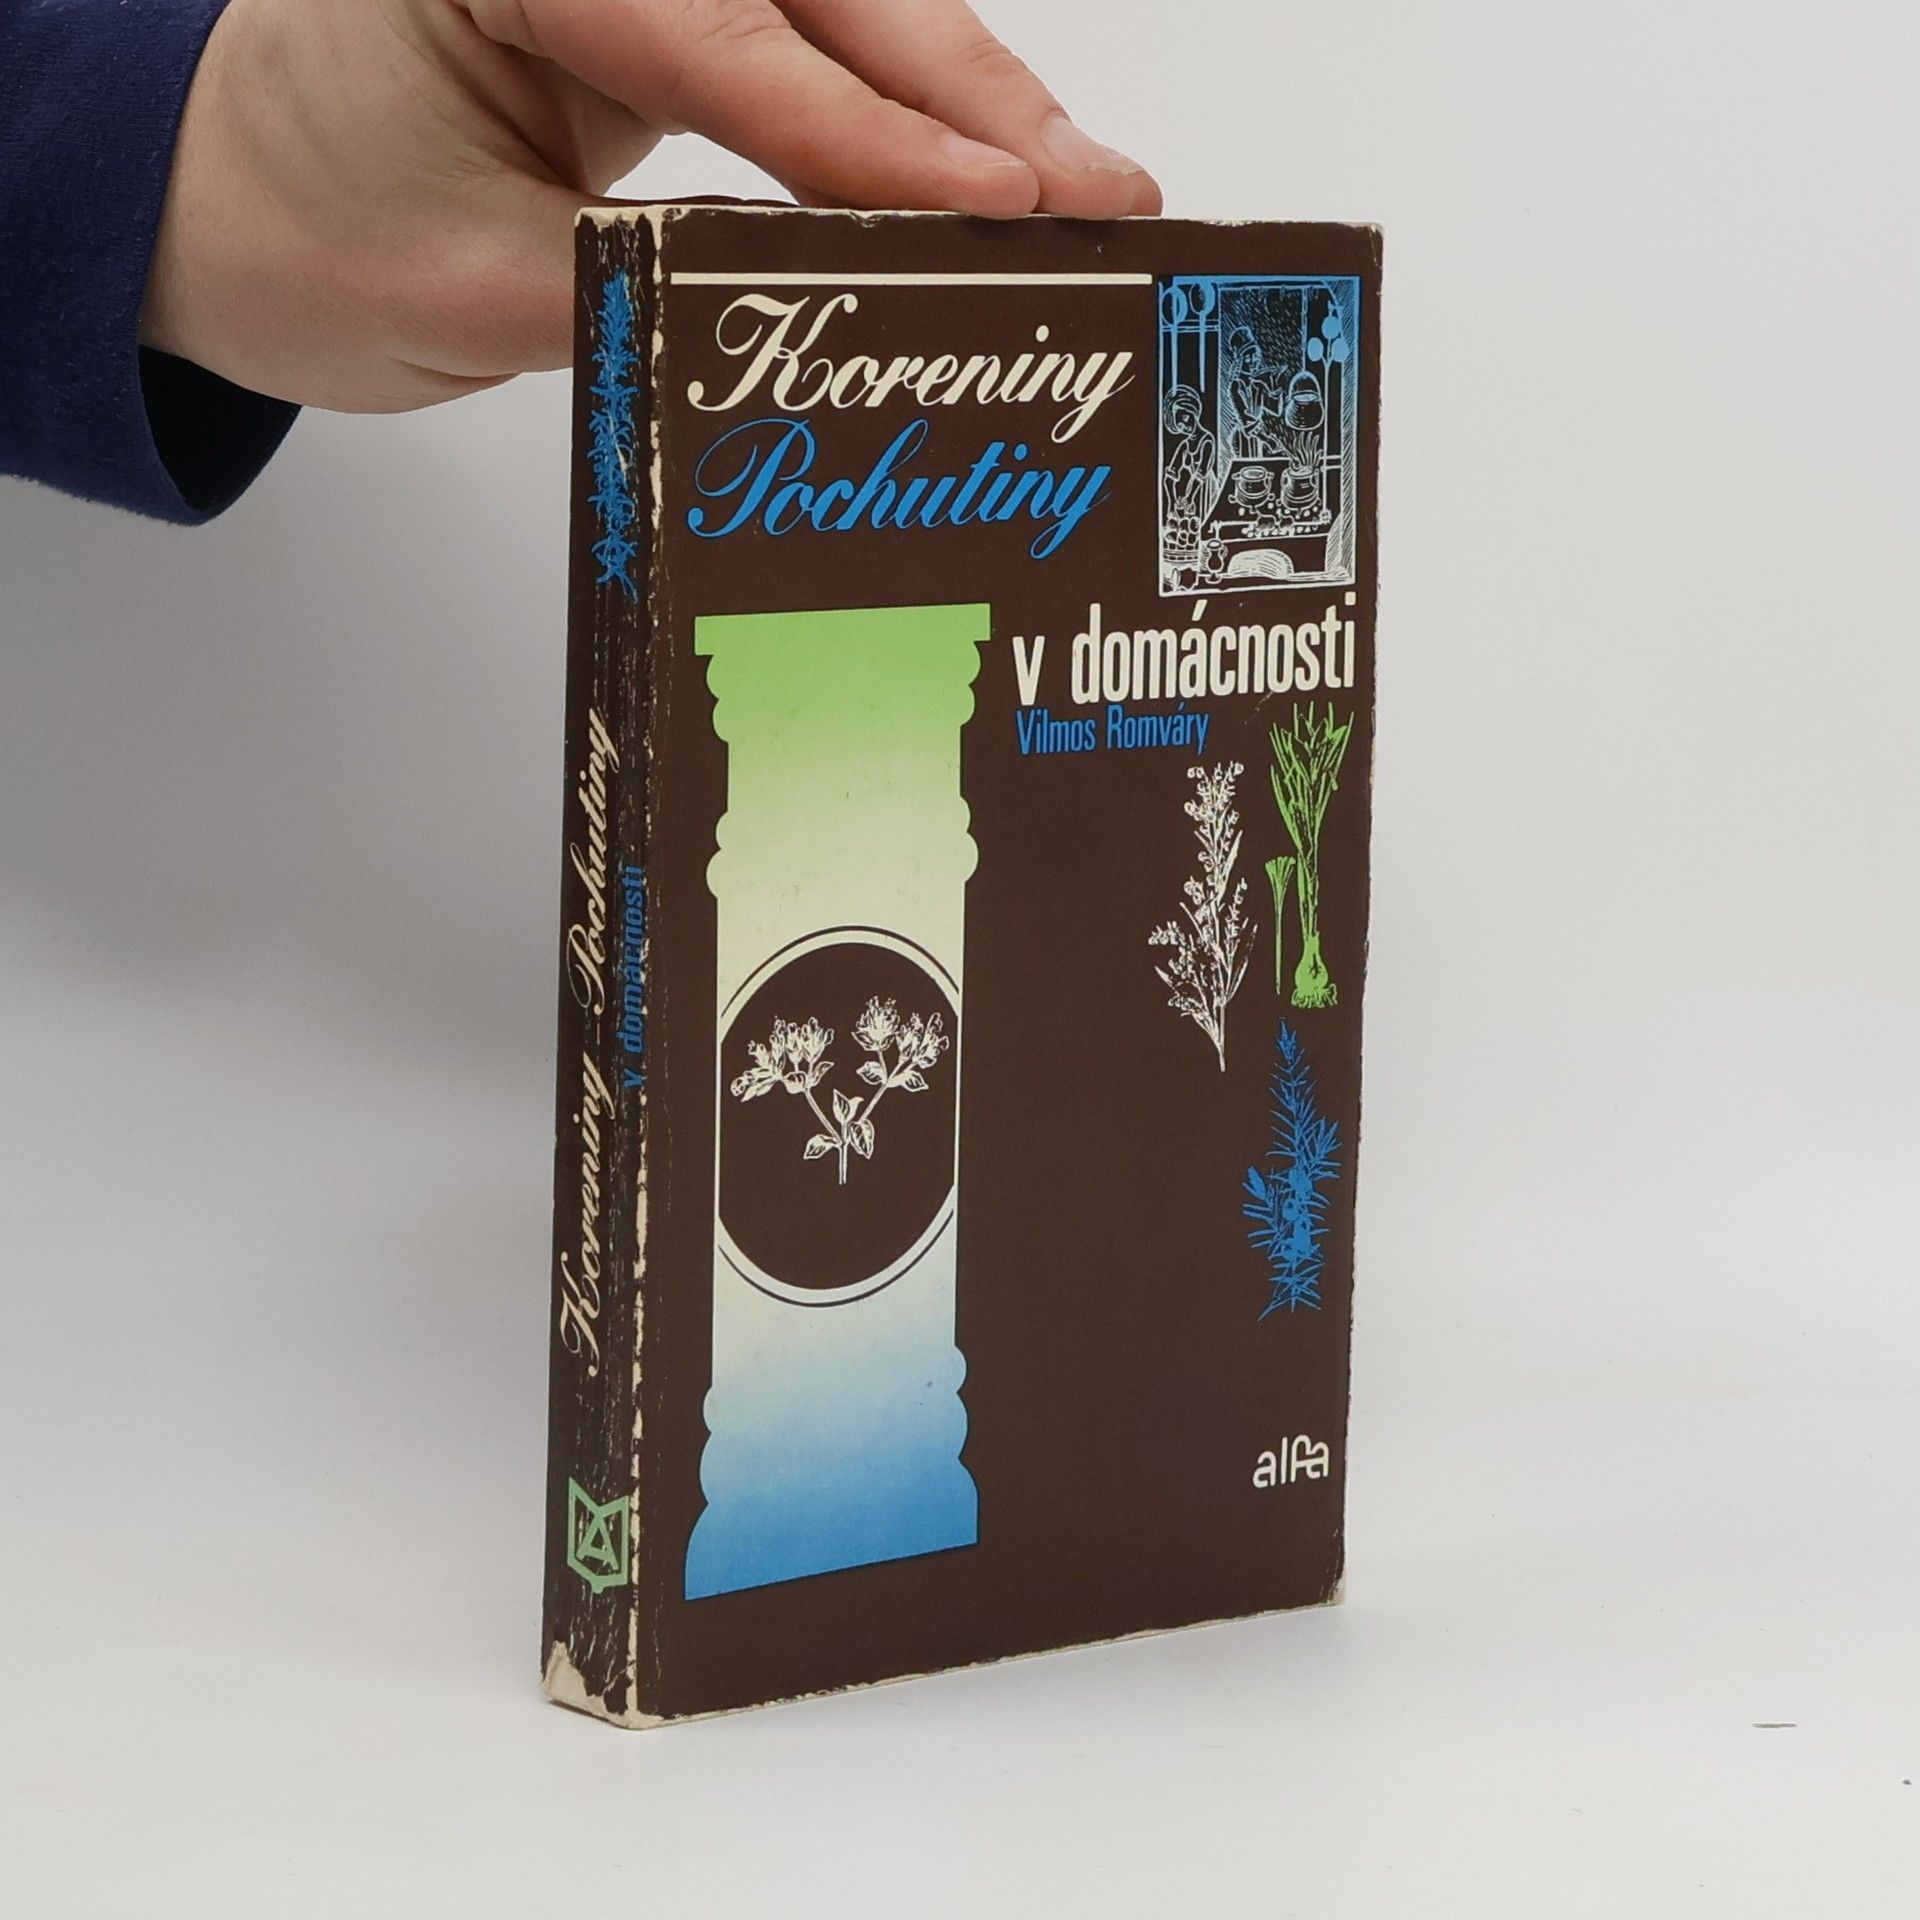 Koreniny
Pochutiny
v domácnosti
Vilmos Romváry
alfa
Koreniny - Pochutiny
v domácnosti
A